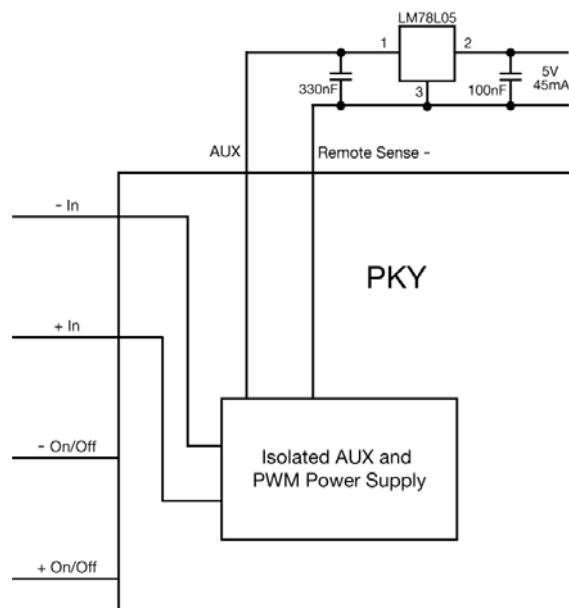 LM78L05
1
2
3
330nF
100nF
5V
45mA
AUX
Remote Sense -
- In
PKY
+ In
- On/Off
Isolated AUX and
PWM Power Supply
+ On/Off